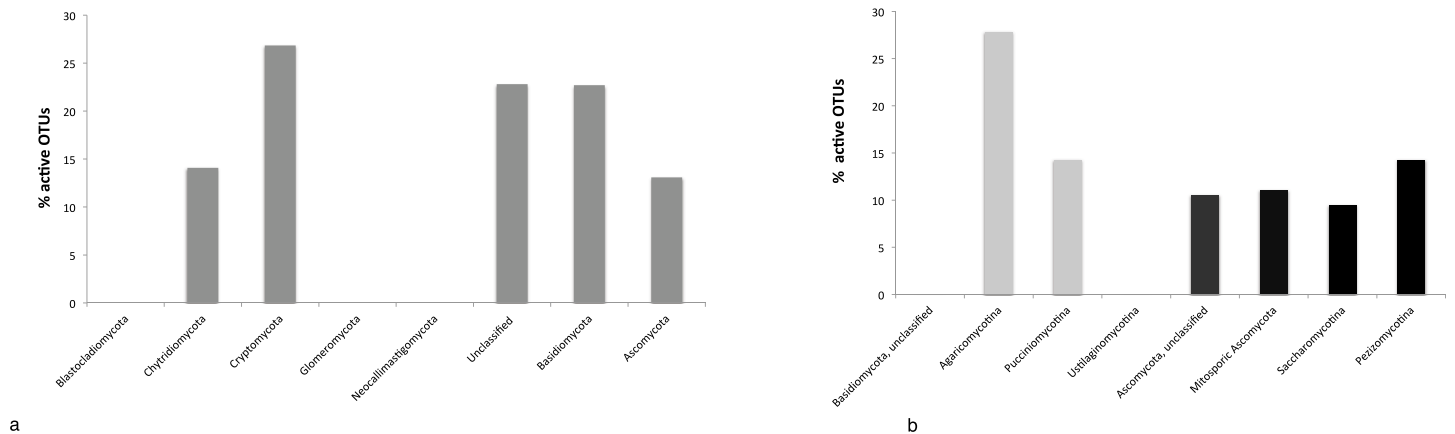 30
25
20
15
10
5
0
% active OTUs
Blastocladiomycota
Chytridiomycota
Cryptomycota
Glomeromycota
Neocallimastigomycota
Unclassified
Basidiomycota
Ascomycota
a
30
25
20
15
10
5
0
% active OTUs
Basidiomycota, unclassified
Agaricomycotina
Pucciniomycotina
Ustilaginomycotina
Ascomycota, unclassified
Mitosporic Ascomycota
Saccharomycotina
Pezizomycotina
b